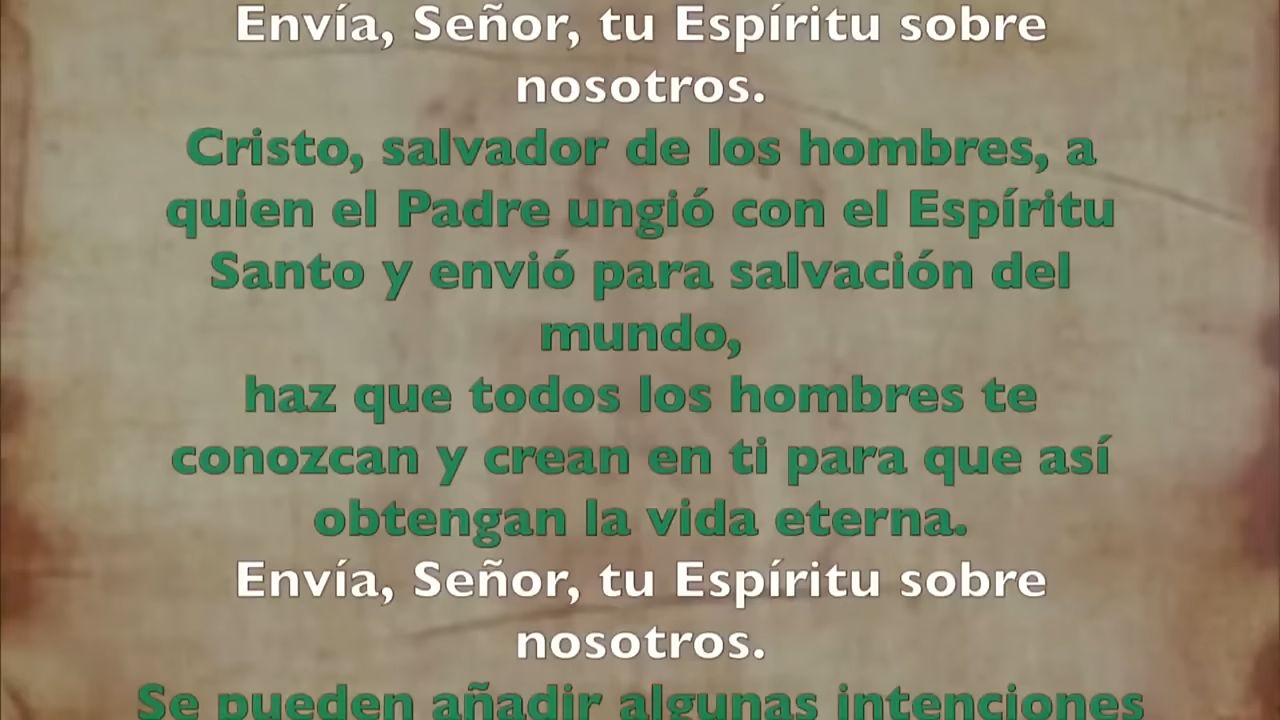 Envía, Señor, tu Espíritu sobre
nosotros.
Cristo, salvador de los hombres, a
quien el Padre ungió con el Espíritu
Santo y envió para salvación del
mundo,
haz que todos los hombres te
conozcan y crean en ti para que así
obtengan la vida eterna.
Envía, Señor, tu Espíritu sobre
nosotros.
Se pueden añadir algunas intenciones